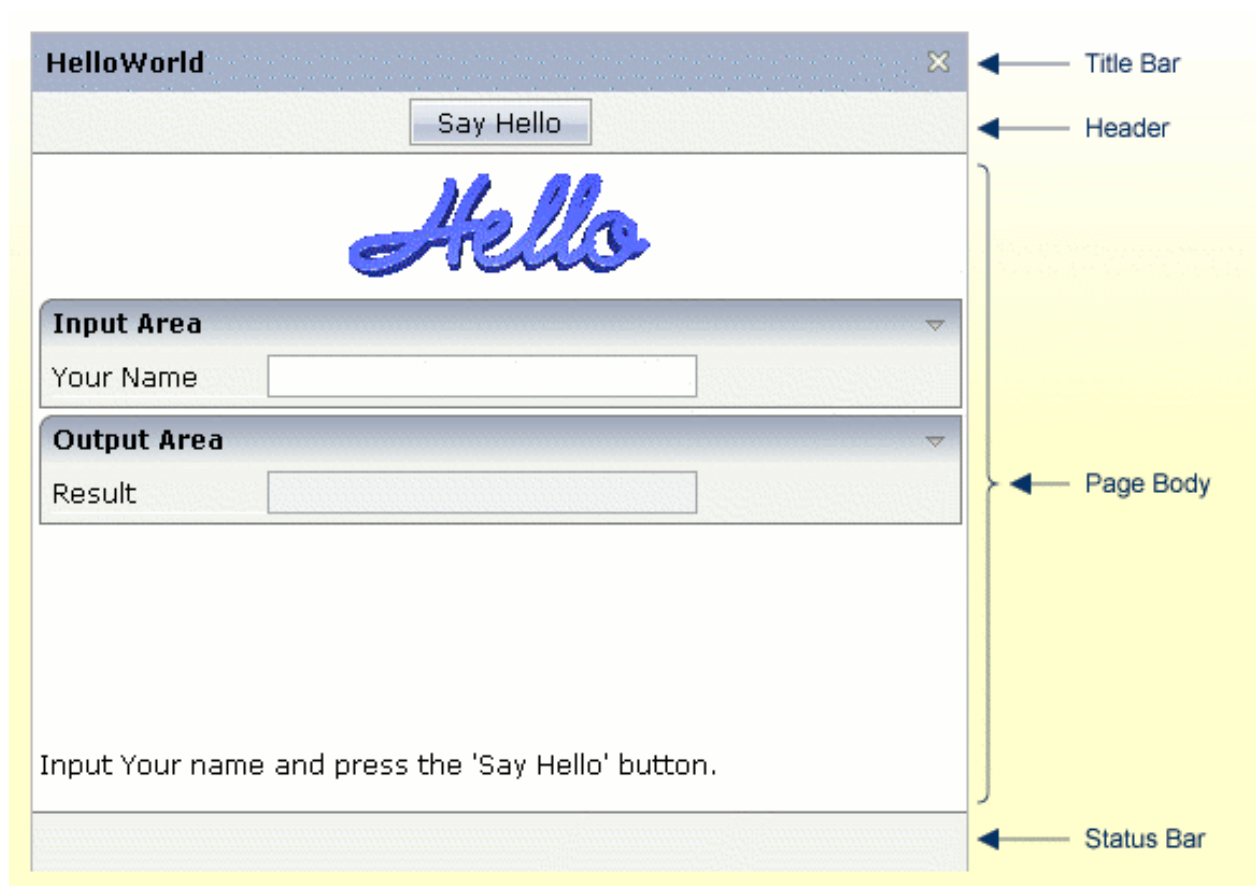 HelloWorld
Title Bar
Say Hello
Header
Hello
Input Area
Your Name
Output Area
Result
Page Body
Input Your name and press the 'Say Hello' button.
Status Bar